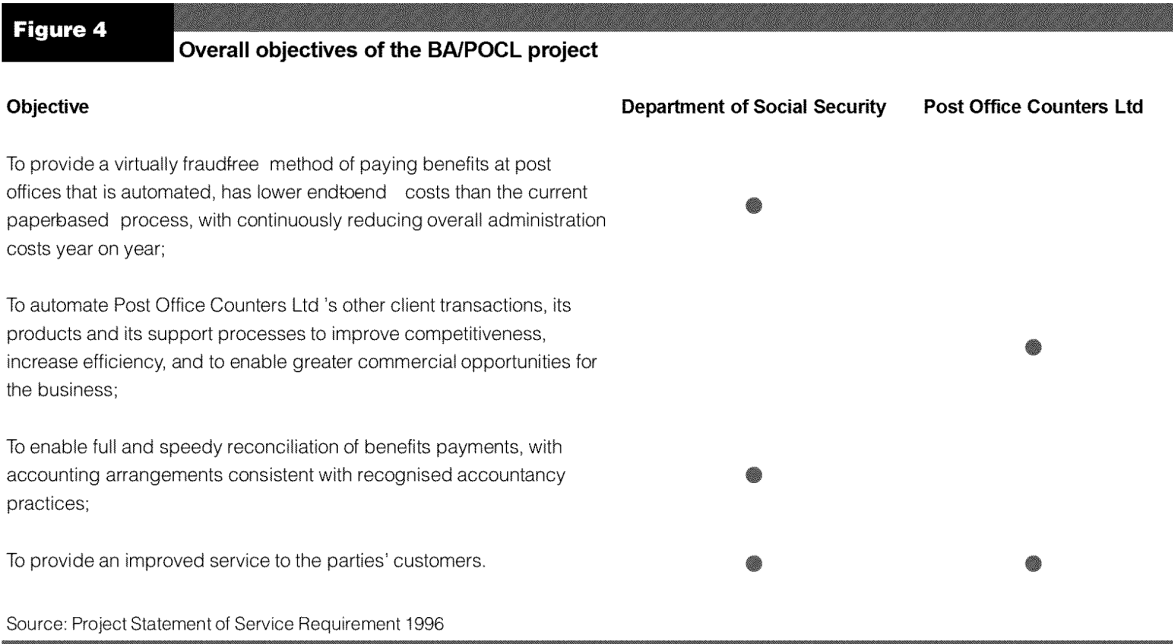 Figure 4
Overall objectives of the BA/POCL project
Objective Department of Social Security Post Office Counters Ltd
To provide a virtually fraudfree method of paying benefits at post
offices that is automated, has lower endtoend costs than the current
paperbased process, with continuously reducing overall administration
costs year on year;
To automate Post Office Counters Ltd 's other client transactions, its
products and its support processes to improve competitiveness,
increase efficiency, and to enable greater commercial opportunities for
the business;
To enable full and speedy reconciliation of benefits payments, with
accounting arrangements consistent with recognised accountancy
practices;
To provide an improved service to the parties' customers.
Source: Project Statement of Service Requirement 1996